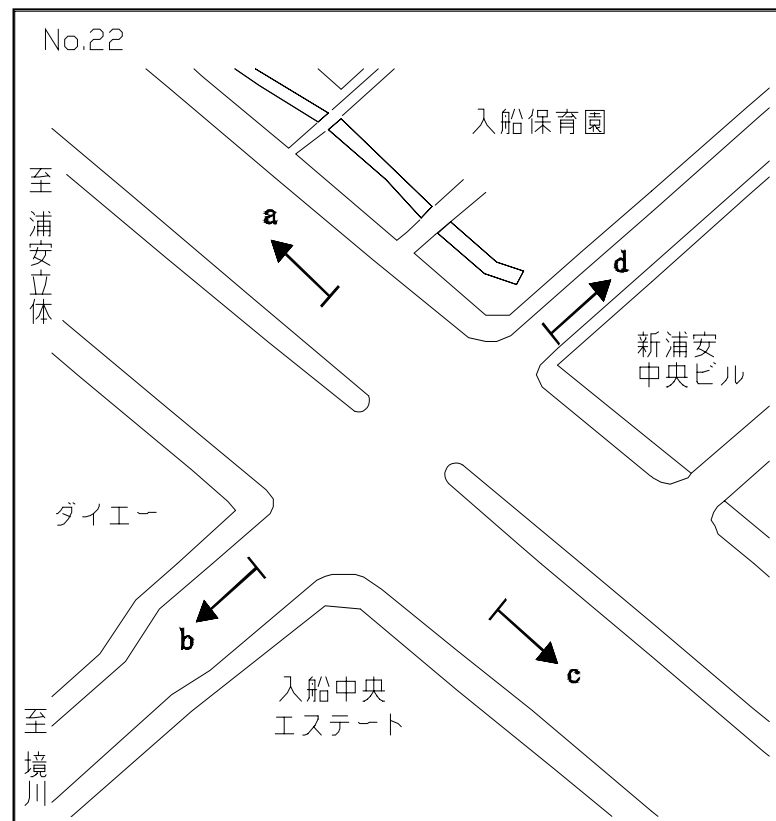 No.22
入船保育園
至 浦安立体
a
d
新浦安
中央ビル
ダイエー
b
c
入船中央
エステート
至 境川